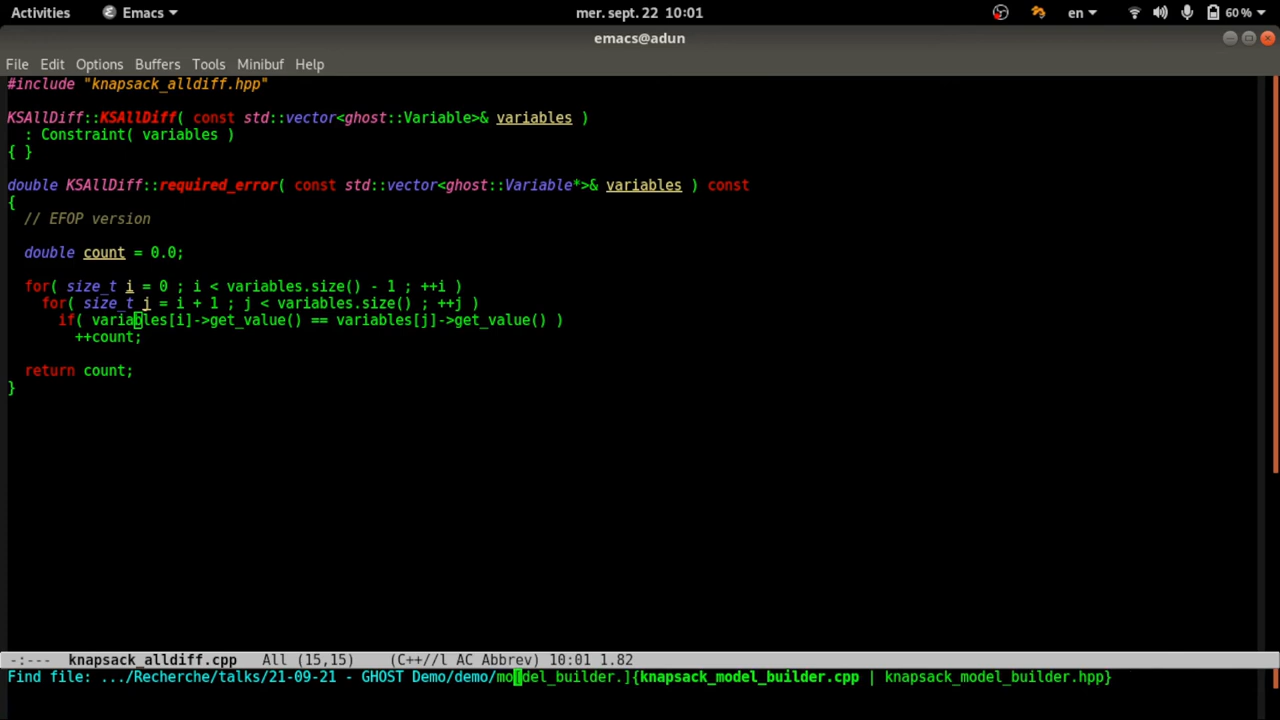 Activities Emacs mer. sept. 22 10:01 en 60 %
emacs@adun
File Edit Options Buffers Tools Minibuf Help
#include "knapsack_alldiff.hpp"
KSAllDiff::KSAllDiff( const std::vector<ghost::Variable>& variables )
: Constraint( variables )
{ }
double KSAllDiff::required_error( const std::vector<ghost::Variable*>& variables ) const
{
// EFOP version
double count = 0.0;
for( size_t i = 0 ; i < variables.size() - 1 ; ++i )
for( size_t j = i + 1 ; j < variables.size() ; ++j )
if( variables[i]->get_value() == variables[j]->get_value() )
++count;
return count;
}
-:--- knapsack_alldiff.cpp All (15,15) (C++//l AC Abbrev) 10:01 1.82
Find file: .../Recherche/talks/21-09-21 - GHOST Demo/demo/mo[del_builder.]{knapsack_model_builder.cpp | knapsack_model_builder.hpp}